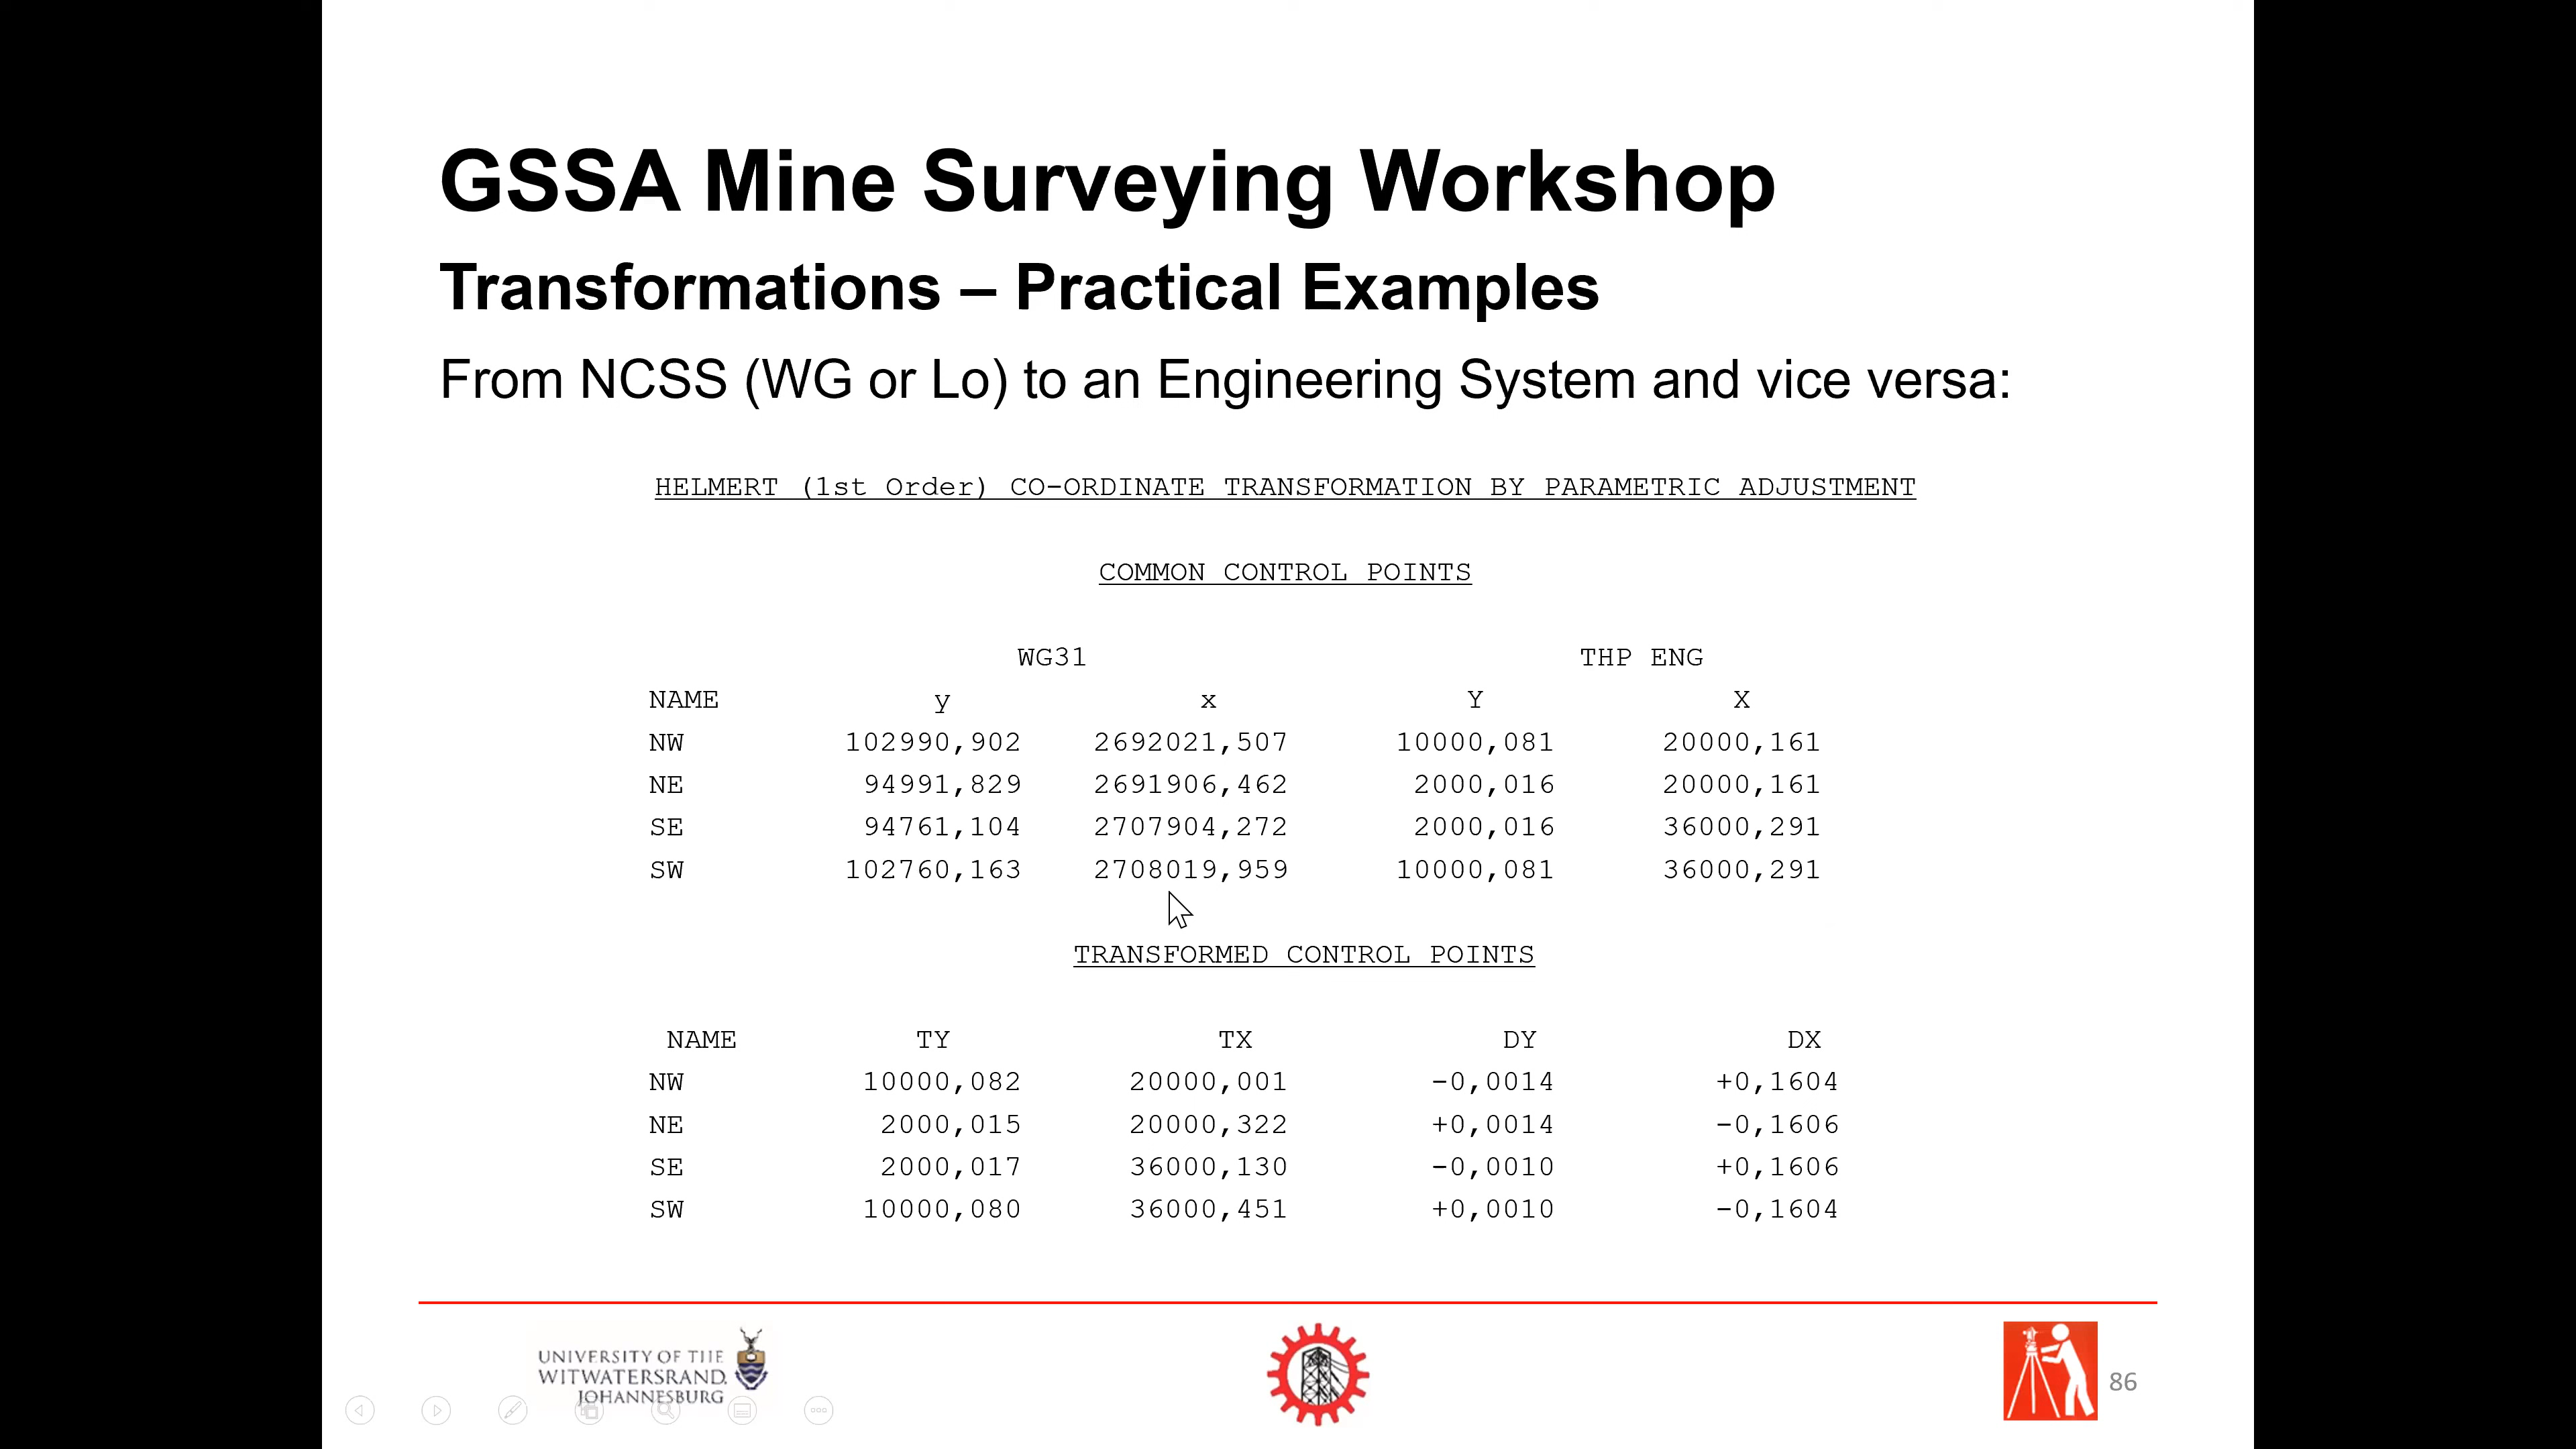 GSSA Mine Surveying Workshop
Transformations – Practical Examples
From NCSS (WG or Lo) to an Engineering System and vice versa:
HELMERT (1st Order) CO-ORDINATE TRANSFORMATION BY PARAMETRIC ADJUSTMENT
COMMON CONTROL POINTS
WG31 THP ENG
NAME y x Y X
NW 102990,902 2692021,507 10000,081 20000,161
NE 94991,829 2691906,462 2000,016 20000,161
SE 94761,104 2707904,272 2000,016 36000,291
SW 102760,163 2708019,959 10000,081 36000,291
TRANSFORMED CONTROL POINTS
NAME TY TX DY DX
NW 10000,082 20000,001 -0,0014 +0,1604
NE 2000,015 20000,322 +0,0014 -0,1606
SE 2000,017 36000,130 -0,0010 +0,1606
SW 10000,080 36000,451 +0,0010 -0,1604
UNIVERSITY OF THE
WITWATERSRAND,
JOHANNESBURG
86